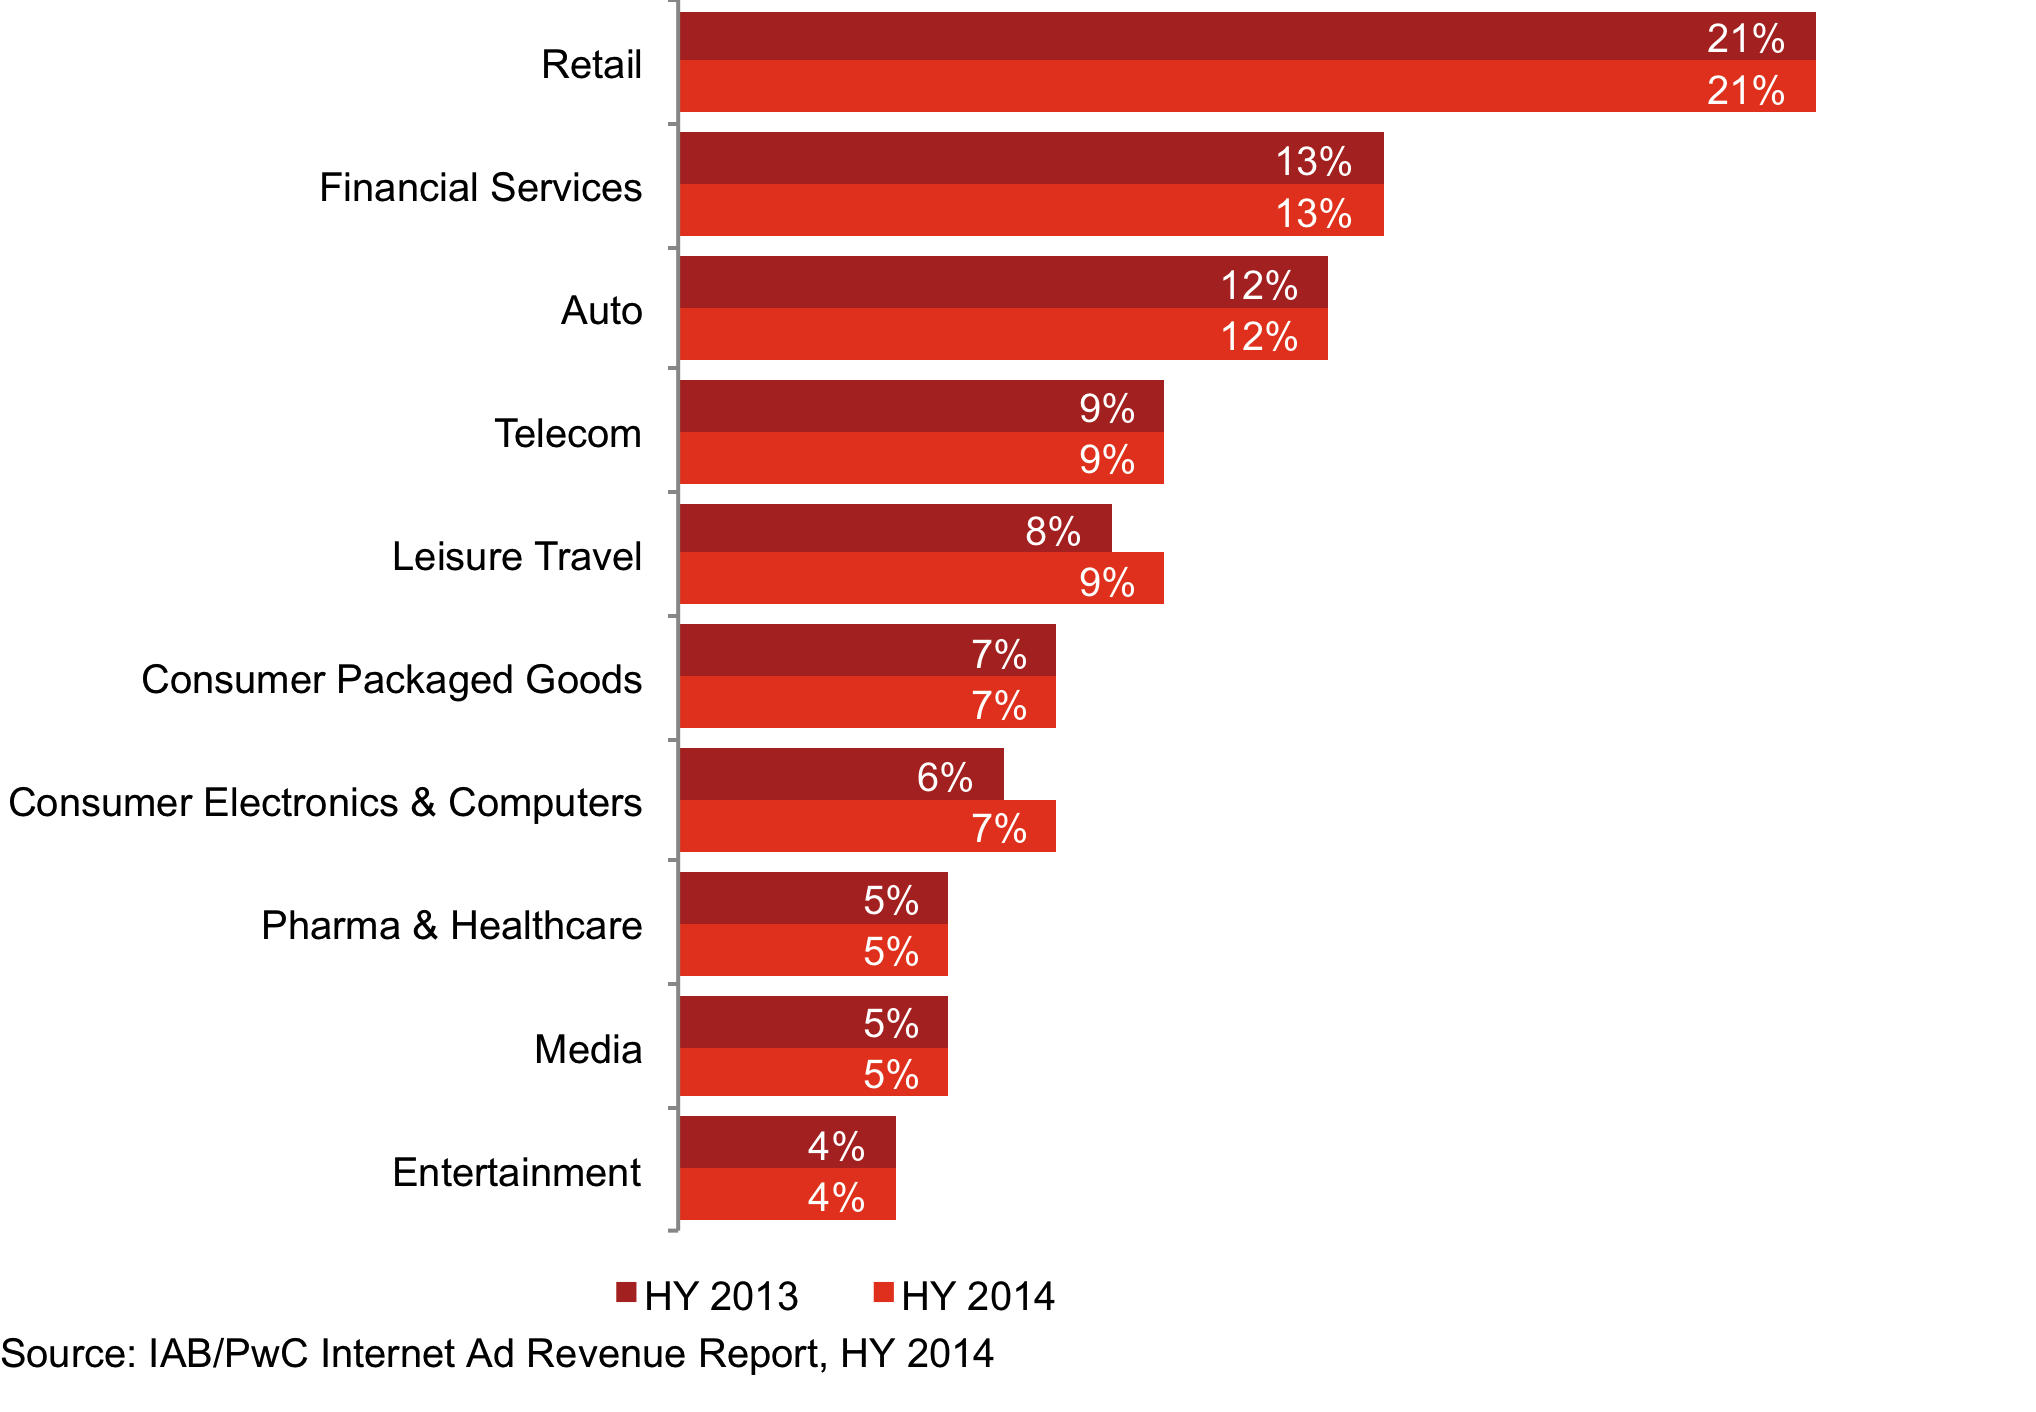 Retail
21%
21%
Financial Services
13%
13%
Auto
12%
12%
Telecom
9%
9%
Leisure Travel
8%
9%
Consumer Packaged Goods
7%
7%
Consumer Electronics & Computers
6%
7%
Pharma & Healthcare
5%
5%
Media
5%
5%
Entertainment
4%
4%
HY 2013 HY 2014
Source: IAB/PwC Internet Ad Revenue Report, HY 2014